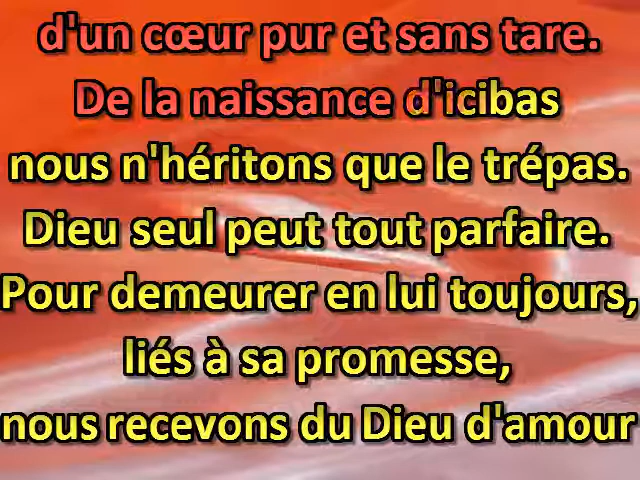 d'un cœur pur et sans tare.
De la naissance d'icibas
nous n'héritons que le trépas.
Dieu seul peut tout parfaire.
Pour demeurer en lui toujours,
liés à sa promesse,
nous recevons du Dieu d'amour